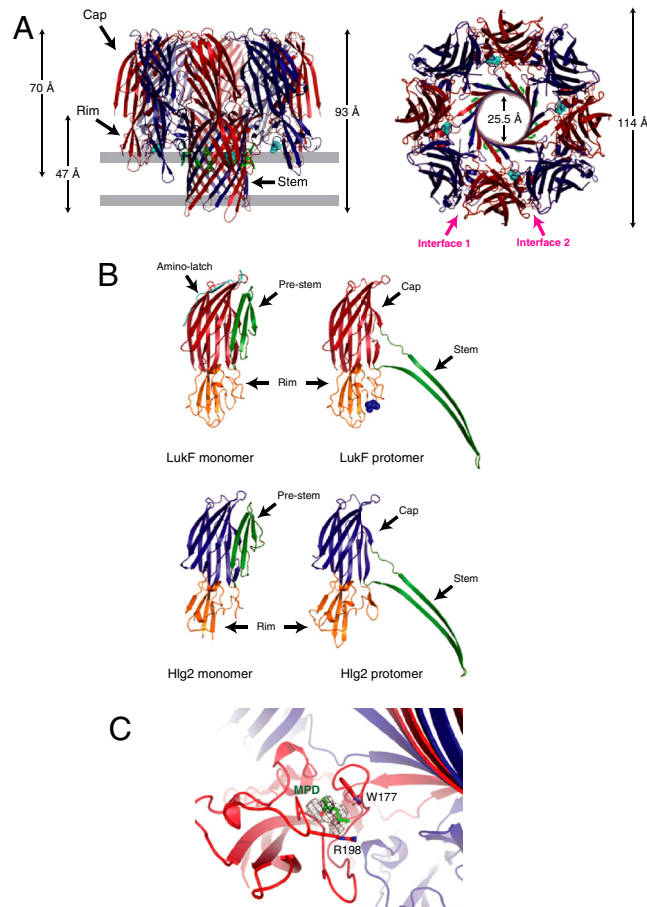 A
Cap
70 Å
Rim
47 Å
93 Å
Stem
25.5 Å
114 Å
Interface 1
Interface 2
B
Amino-latch
Pre-stem
Cap
Stem
Rim
LukF monomer
LukF protomer
Pre-stem
Cap
Stem
Rim
Hlg2 monomer
Hlg2 protomer
C
MPD
W177
R198